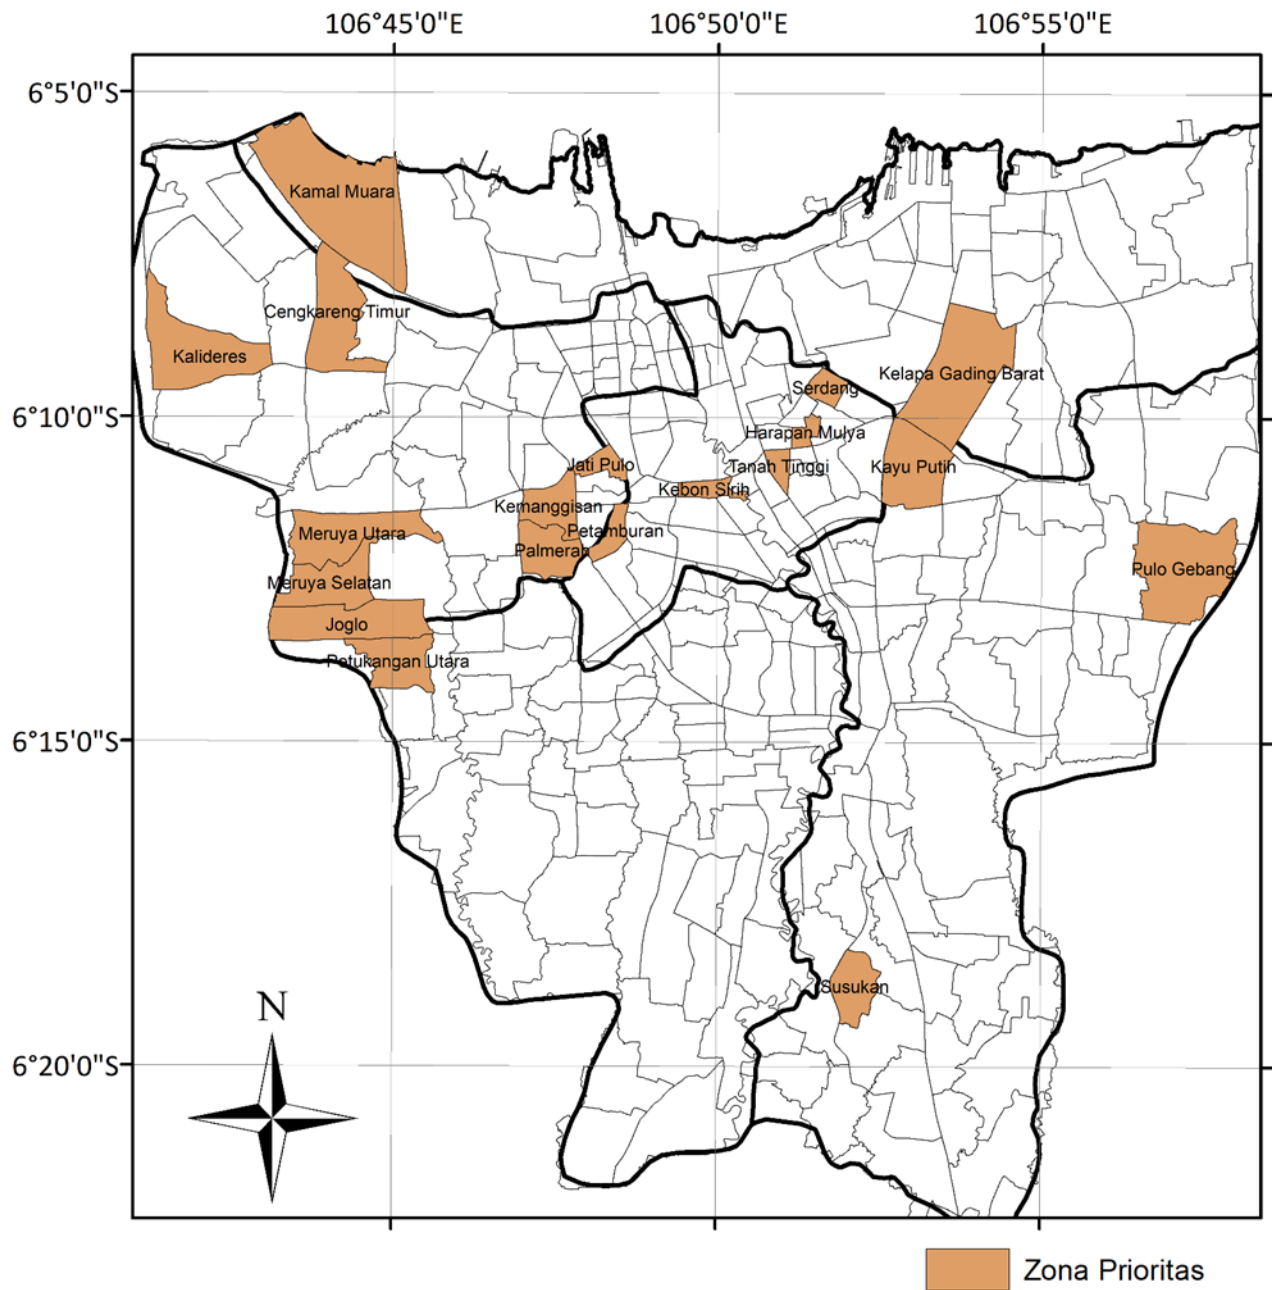 106°45'0"E
106°50'0"E
106°55'0"E
6°5'0"S
Kamal Muara
Cengkareng Timur
Kalideres
Kelapa Gading Barat
Serdang
6°10'0"S
Harapan Mulya
Jati Pulo
Tanah Tinggi
Kayu Putih
Kebon Sirih
Kemanggisan
Meruya Utara
Petamburan
Palmerah
Pulo Gebang
Meruya Selatan
Joglo
Petukangan Utara
6°15'0"S
Susukan
N
6°20'0"S
Zona Prioritas